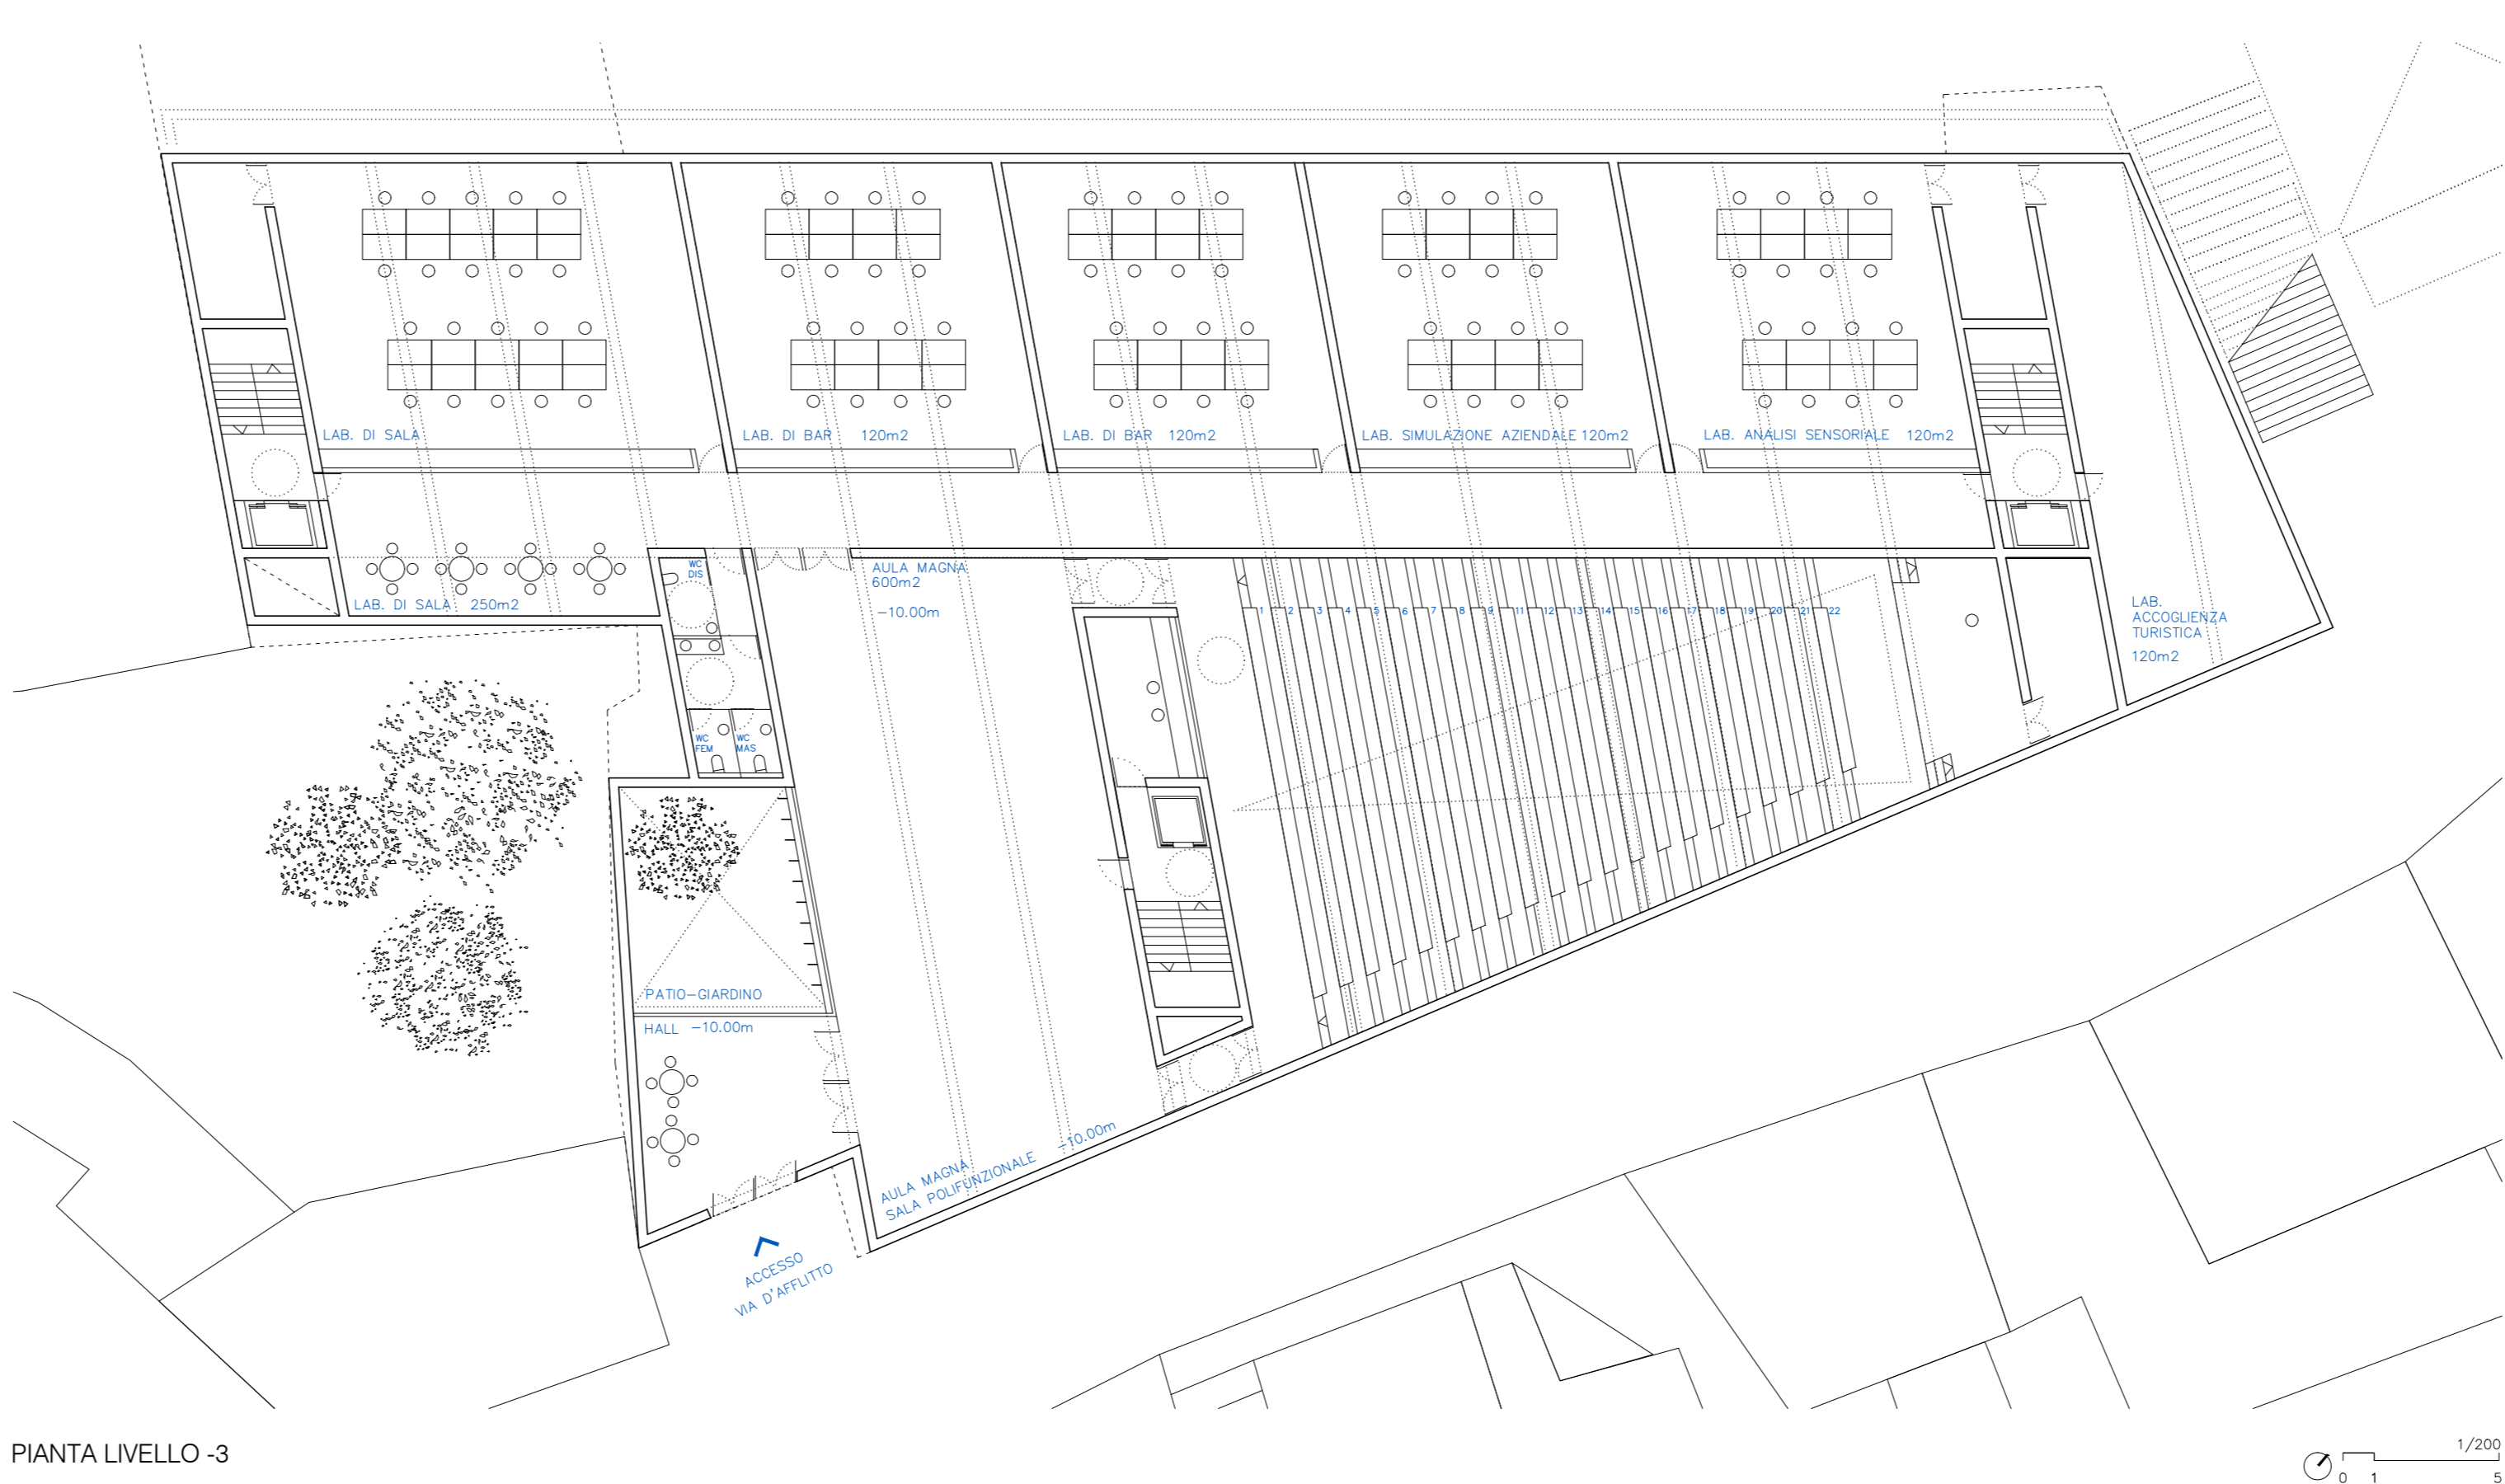 LAB. DI SALA
LAB. DI BAR 120m2
LAB. DI BAR 120m2
LAB. SIMULAZIONE AZIENDALE 120m2
LAB. ANALISI SENSORIALE 120m2
WC
DIS
AULA MAGNA
600m2
-10.00m
LAB. DI SALA 250m2
1 2 3 4 5 6 7 8 9 11 12 13 14 15 16 17 18 19 20 21 22
LAB.
ACCOGLIENZA
TURISTICA
120m2
WC
FEM
WC
MAS
PATIO-GIARDINO
HALL -10.00m
AULA MAGNA
SALA POLIFUNZIONALE -10.00m
ACCESSO
VIA D'AFFLITTO
PIANTA LIVELLO -3
1/200
0 1 5